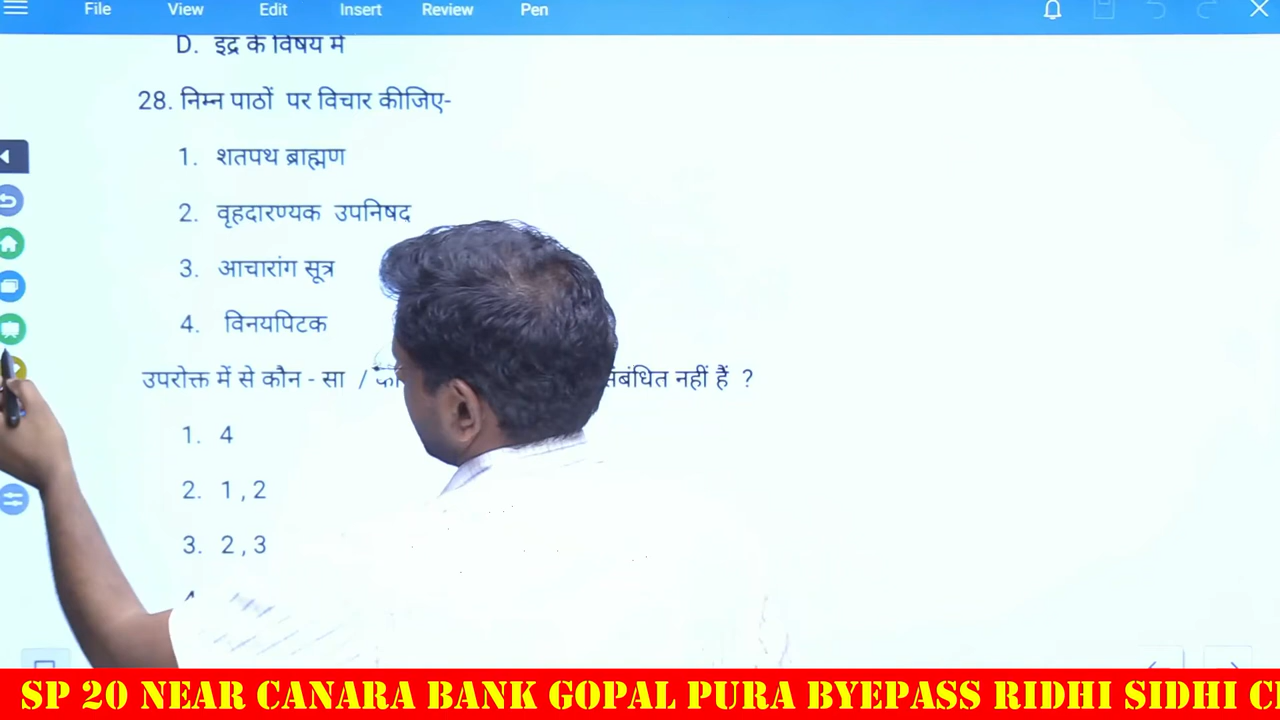 File View Edit Insert Review Pen
D. इंद्र के विषय में
28. निम्न पाठों पर विचार कीजिए-
1. शतपथ ब्राह्मण
2. वृहदारण्यक उपनिषद
3. आचारांग सूत्र
4. विनयपिटक
उपरोक्त में से कौन - सा / संबंधित नहीं हैं ?
1. 4
2. 1 , 2
3. 2 , 3
SP 20 NEAR CANARA BANK GOPAL PURA BYEPASS RIDHI SIDHI